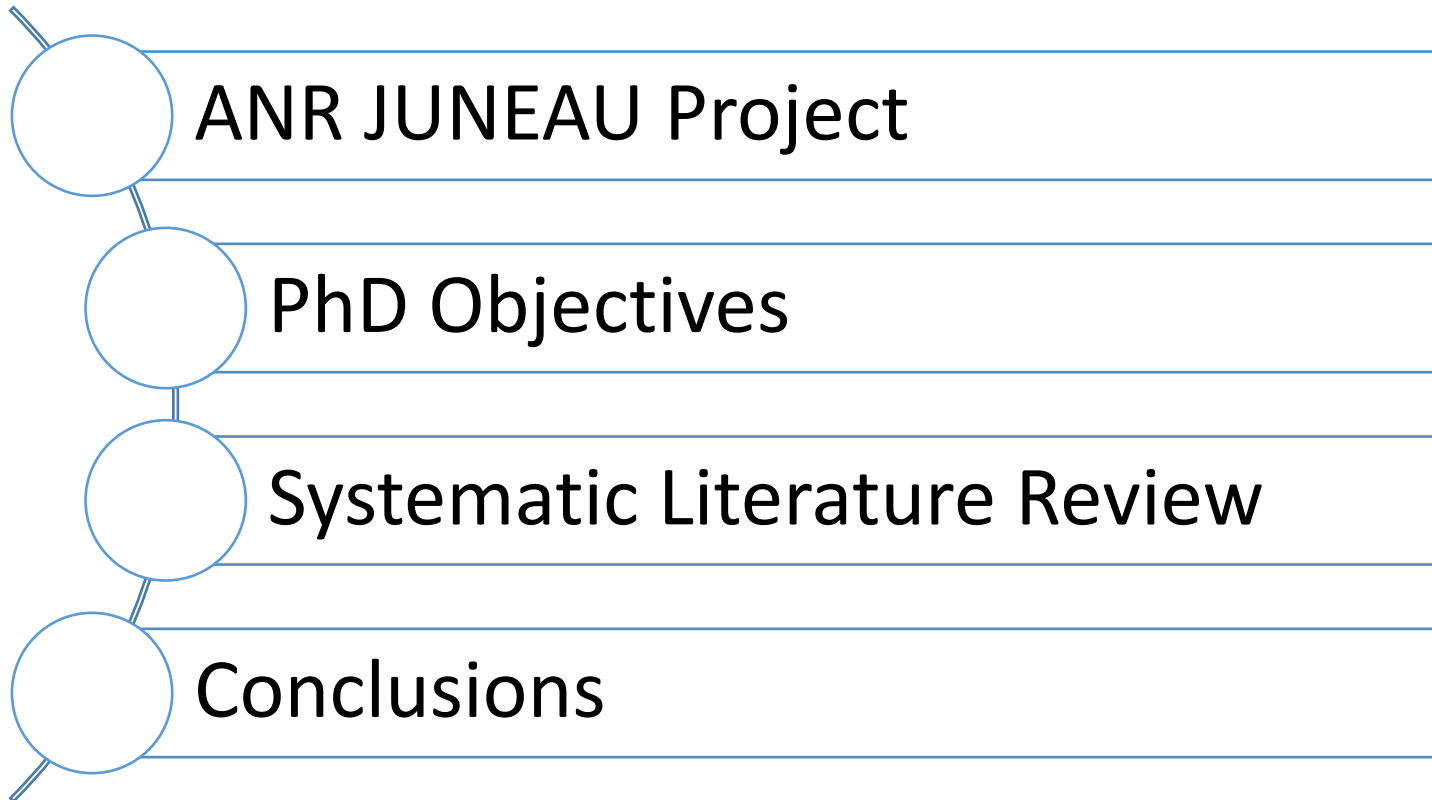 ANR JUNEAU Project
PhD Objectives
Systematic Literature Review
Conclusions